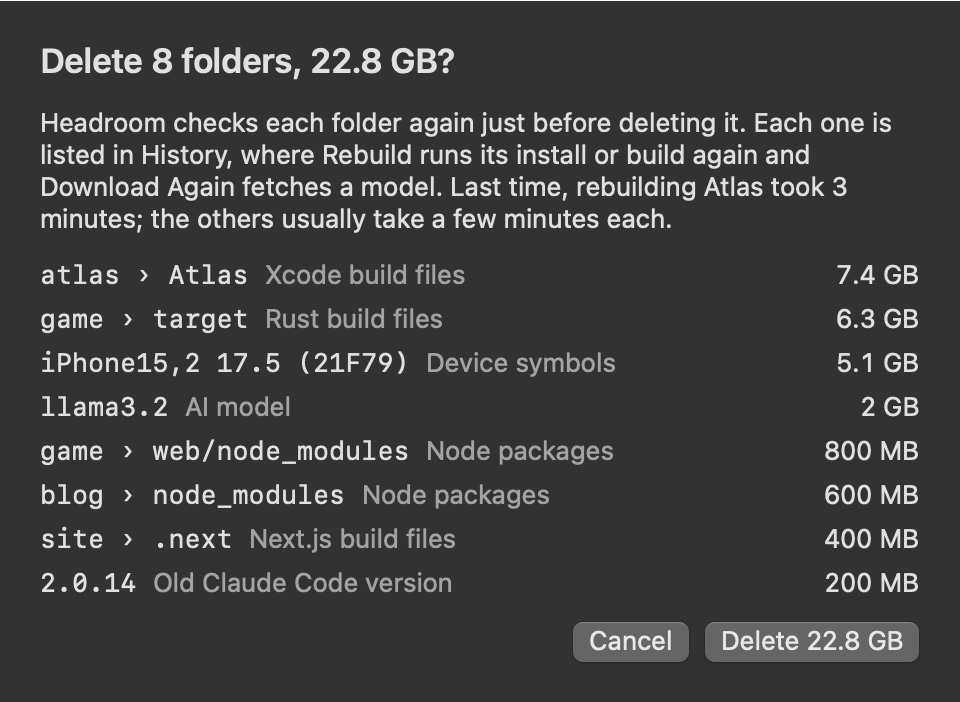 Delete 8 folders, 22.8 GB?
Headroom checks each folder again just before deleting it. Each one is
listed in History, where Rebuild runs its install or build again and
Download Again fetches a model. Last time, rebuilding Atlas took 3
minutes; the others usually take a few minutes each.
atlas › Atlas Xcode build files 7.4 GB
game › target Rust build files 6.3 GB
iPhone15,2 17.5 (21F79) Device symbols 5.1 GB
llama3.2 AI model 2 GB
game › web/node_modules Node packages 800 MB
blog › node_modules Node packages 600 MB
site › .next Next.js build files 400 MB
2.0.14 Old Claude Code version 200 MB
Cancel Delete 22.8 GB